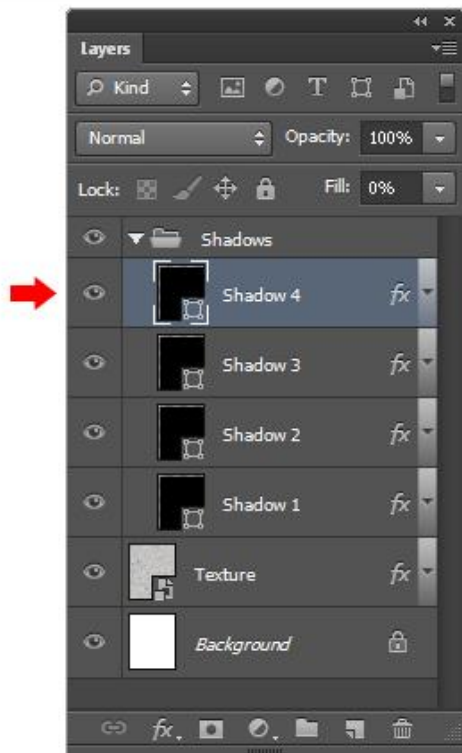 Layers
Kind T
Normal Opacity: 100%
Lock: Fill: 0%
Shadows
Shadow 4 fx
Shadow 3 fx
Shadow 2 fx
Shadow 1 fx
Texture fx
Background
fx.